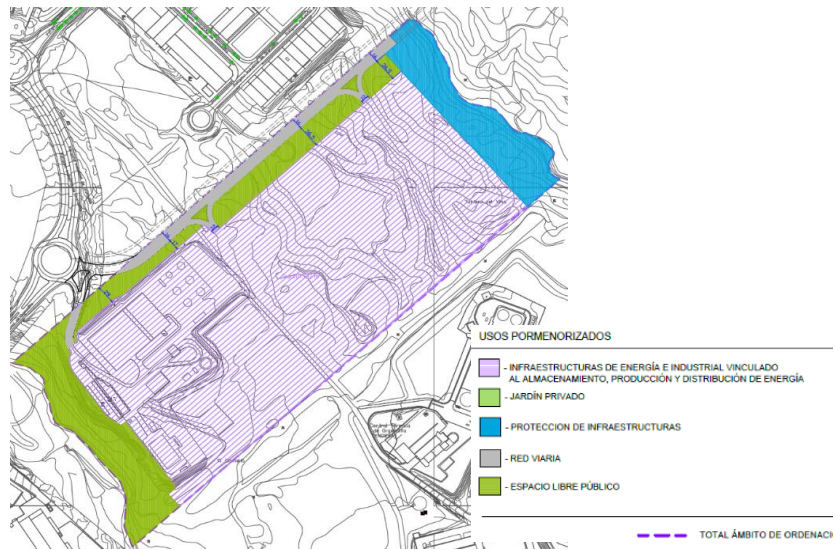 USOS PORMENORIZADOS
- INFRAESTRUCTURAS DE ENERGÍA E INDUSTRIAL VINCULADO
AL ALMACENAMIENTO, PRODUCCIÓN Y DISTRIBUCIÓN DE ENERGÍA
- JARDÍN PRIVADO
- PROTECCION DE INFRAESTRUCTURAS
- RED VIARIA
- ESPACIO LIBRE PÚBLICO
TOTAL ÁMBITO DE ORDENACI